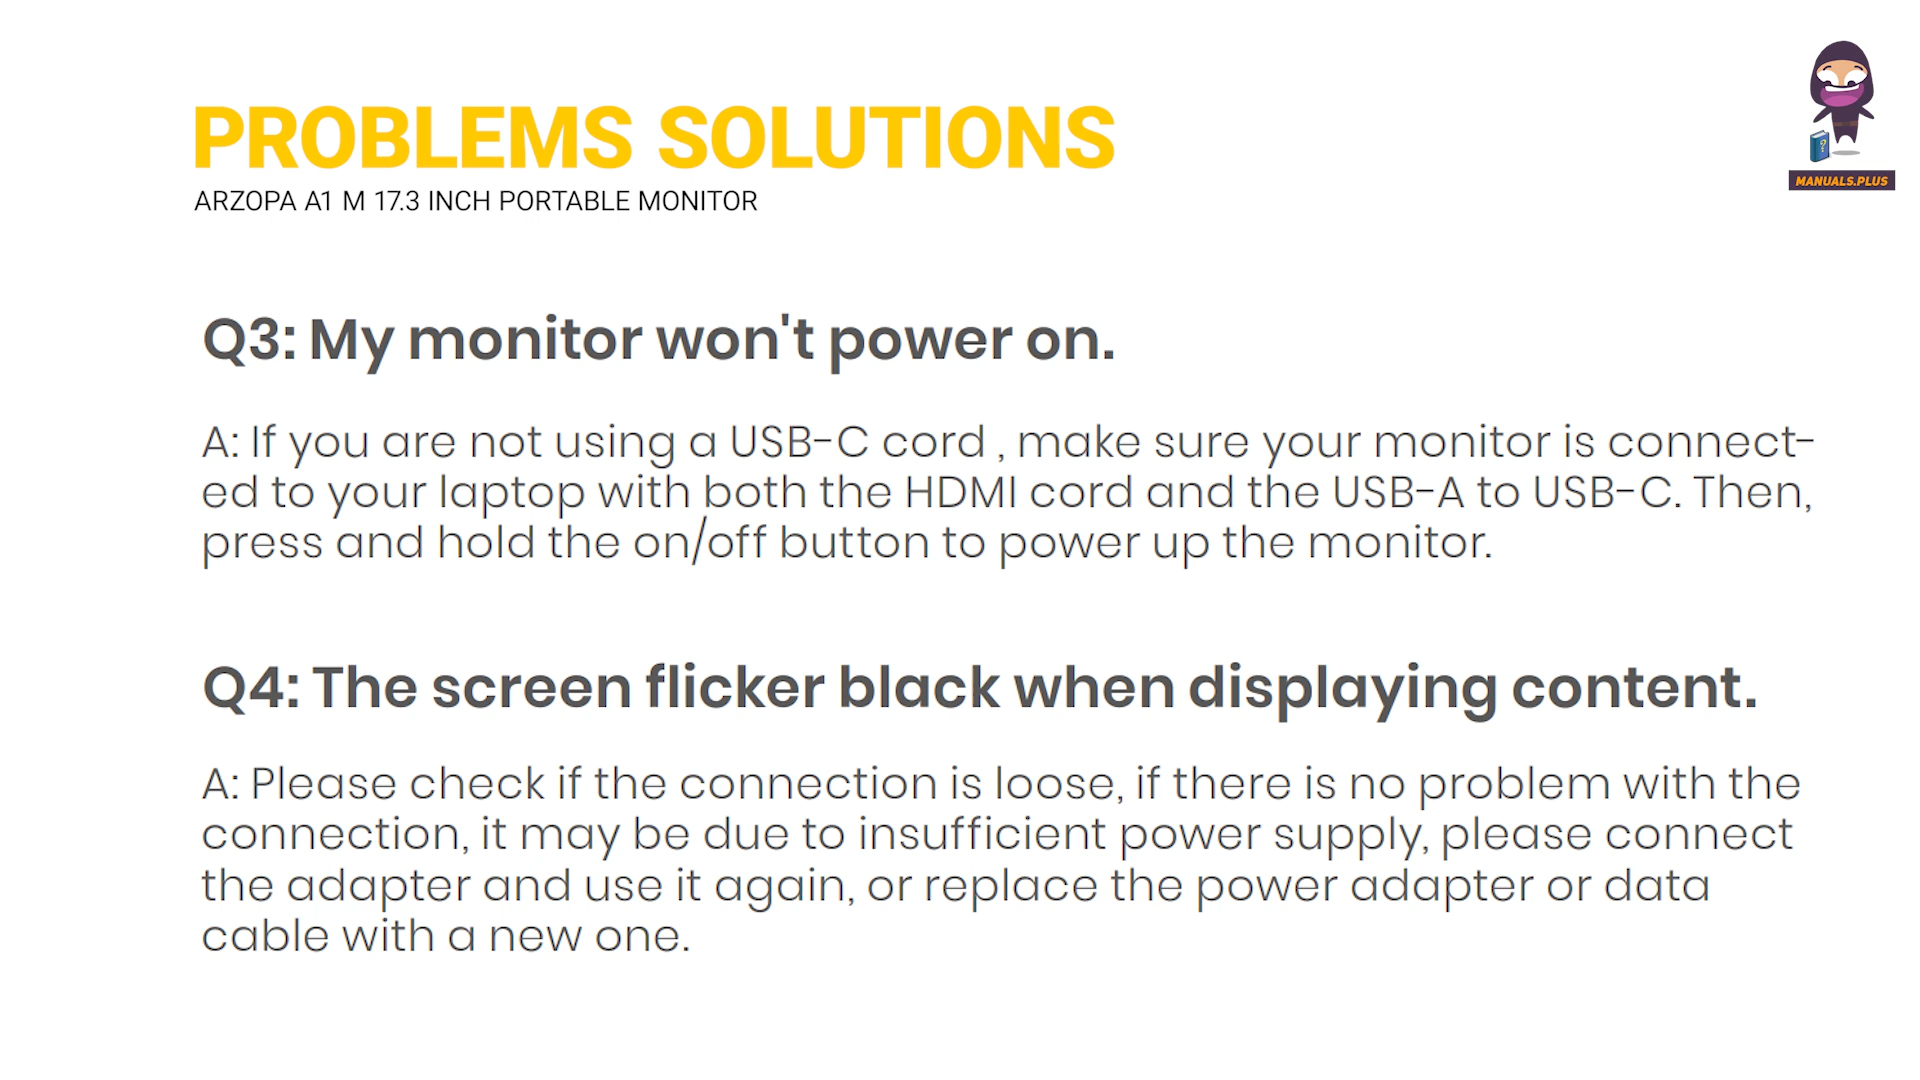 PROBLEMS SOLUTIONS
ARZOPA A1 M 17.3 INCH PORTABLE MONITOR
?
MANUALS.PLUS
Q3: My monitor won't power on.
A: If you are not using a USB-C cord , make sure your monitor is connect-
ed to your laptop with both the HDMI cord and the USB-A to USB-C. Then,
press and hold the on/off button to power up the monitor.
Q4: The screen flicker black when displaying content.
A: Please check if the connection is loose, if there is no problem with the
connection, it may be due to insufficient power supply, please connect
the adapter and use it again, or replace the power adapter or data
cable with a new one.